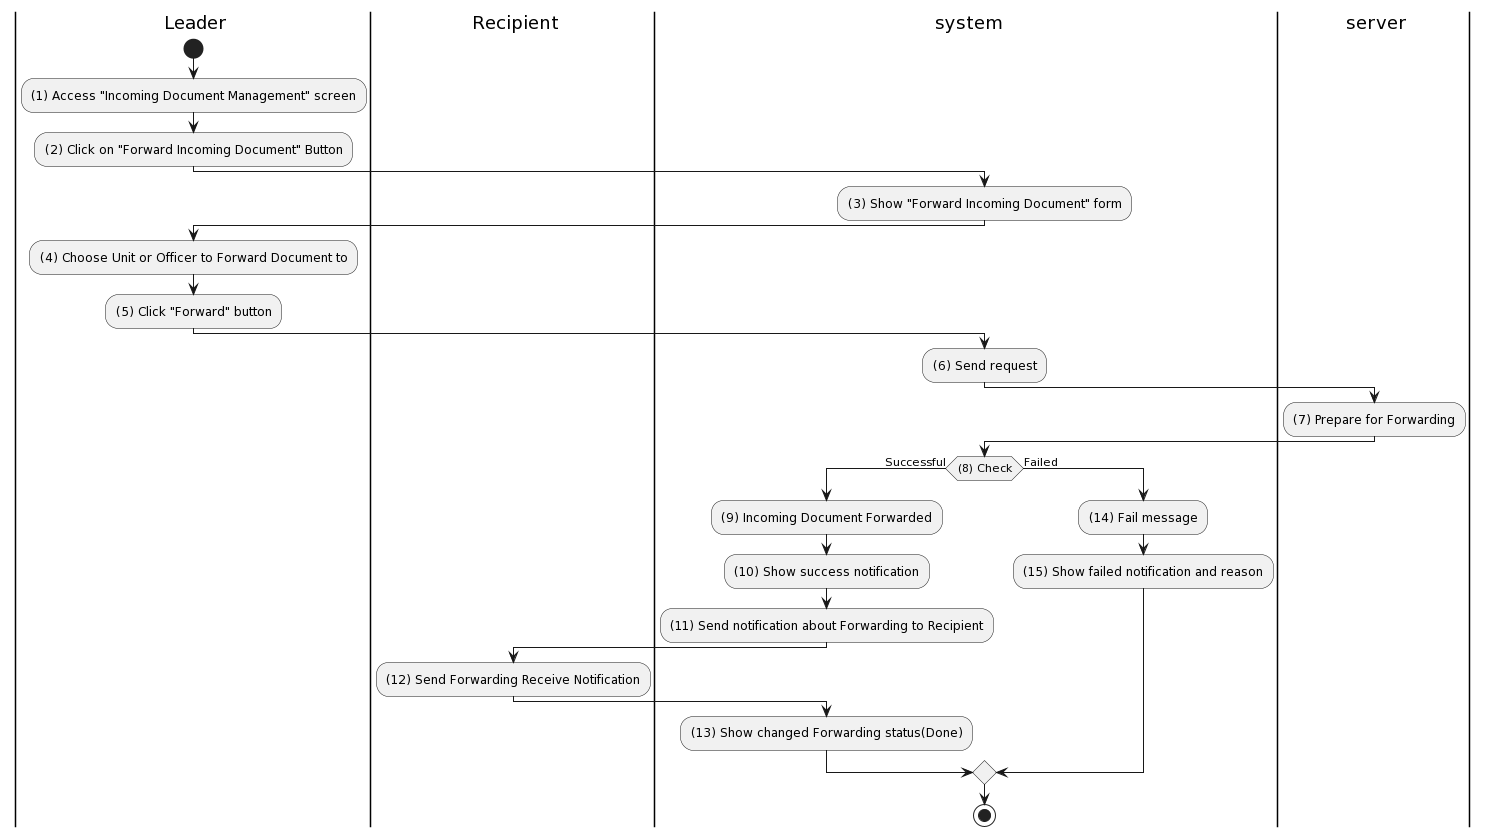 Leader
Recipient
system
server
(1) Access "Incoming Document Management" screen
(2) Click on "Forward Incoming Document" Button
(3) Show "Forward Incoming Document" form
(4) Choose Unit or Officer to Forward Document to
(5) Click "Forward" button
(6) Send request
(7) Prepare for Forwarding
Successful
(8) Check
Failed
(9) Incoming Document Forwarded
(14) Fail message
(10) Show success notification
(15) Show failed notification and reason
(11) Send notification about Forwarding to Recipient
(12) Send Forwarding Receive Notification
(13) Show changed Forwarding status(Done)